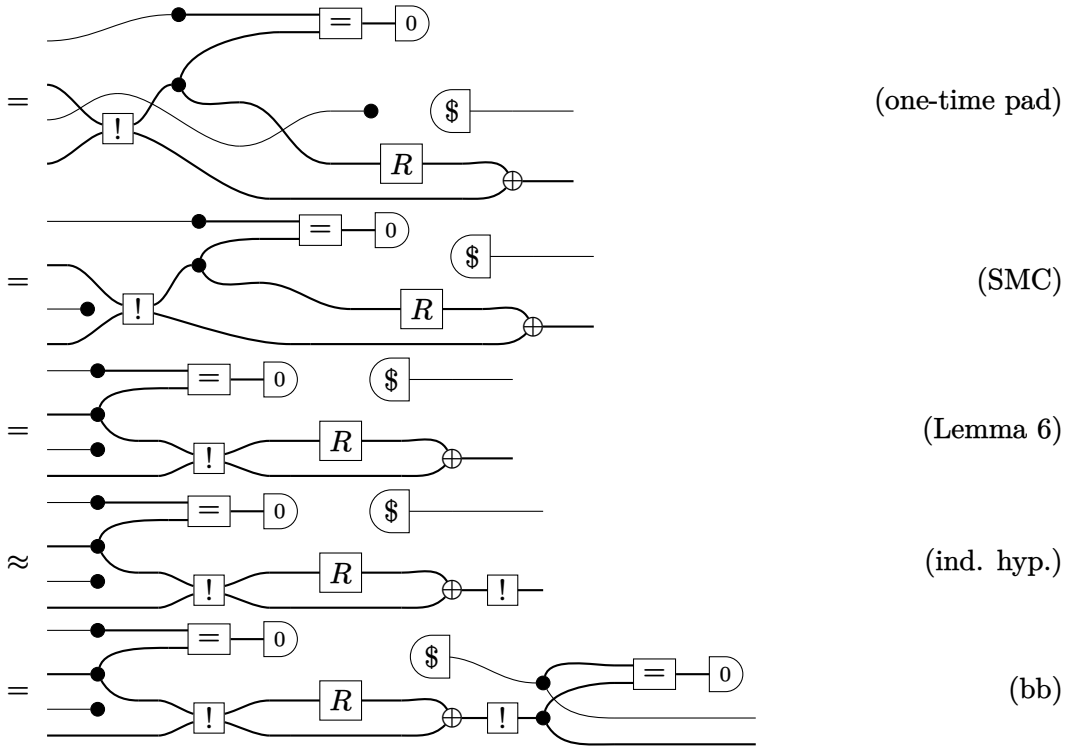 = 0
= ! $ (one-time pad)
R
⊕
= 0
$
= ! (SMC)
R
⊕
= 0 $
= (Lemma 6)
! R ⊕
= 0 $
≈ (ind. hyp.)
! R ⊕ !
= 0 $
= = 0 (bb)
! R ⊕ !